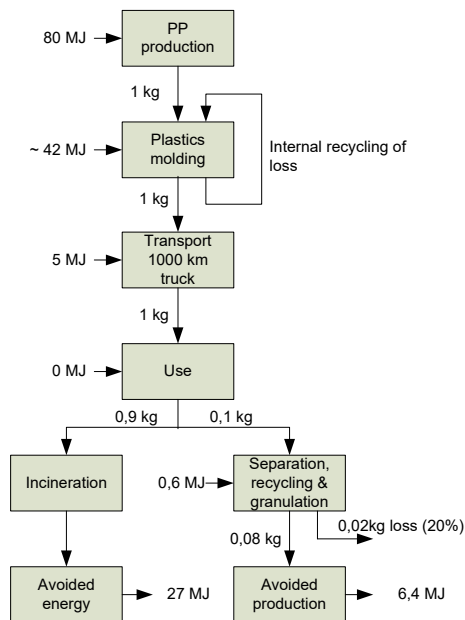 PP
production
80 MJ
1 kg
Plastics
molding
~ 42 MJ
Internal recycling of
loss
1 kg
Transport
1000 km
truck
5 MJ
1 kg
Use
0 MJ
0,9 kg
0,1 kg
Incineration
Separation,
recycling &
granulation
0,6 MJ
0,02kg loss (20%)
0,08 kg
Avoided
energy
27 MJ
Avoided
production
6,4 MJ